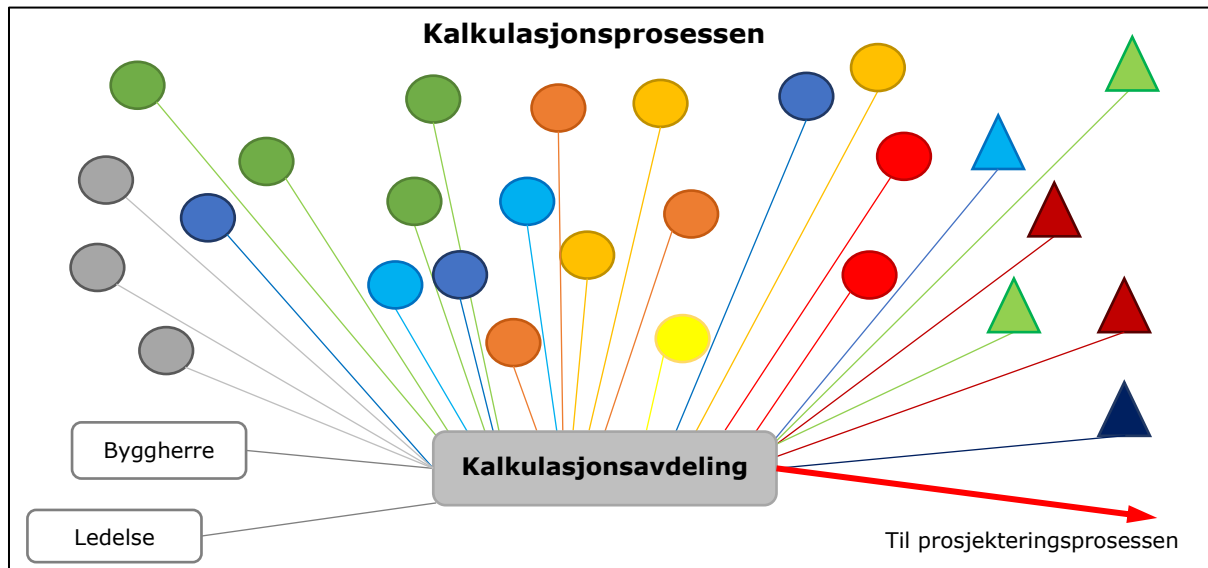 Kalkulasjonsprosessen
Byggherre
Kalkulasjonsavdeling
Ledelse
Til prosjekteringsprosessen